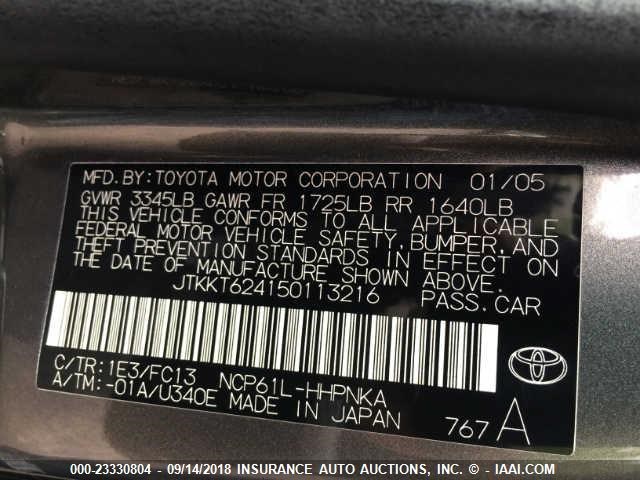 MFD. BY: TOYOTA MOTOR CORPORATION 01/05
GVWR 3345LB GAWR FR 1725LB RR 1640LB
THIS VEHICLE CONFORMS TO ALL APPLICABLE
FEDERAL MOTOR VEHICLE SAFETY, BUMPER, AND
THEFT PREVENTION STANDARDS IN EFFECT ON
THE DATE OF MANUFACTURE SHOWN ABOVE.
JTKKT624150113216 PASS. CAR
C/TR: 1E3/FC13 NCP61L-HHPNKA
A/TM: -01A/U340E MADE IN JAPAN
767 A
000-23330804 - 09/14/2018 INSURANCE AUTO AUCTIONS, INC. - © IAAI.COM